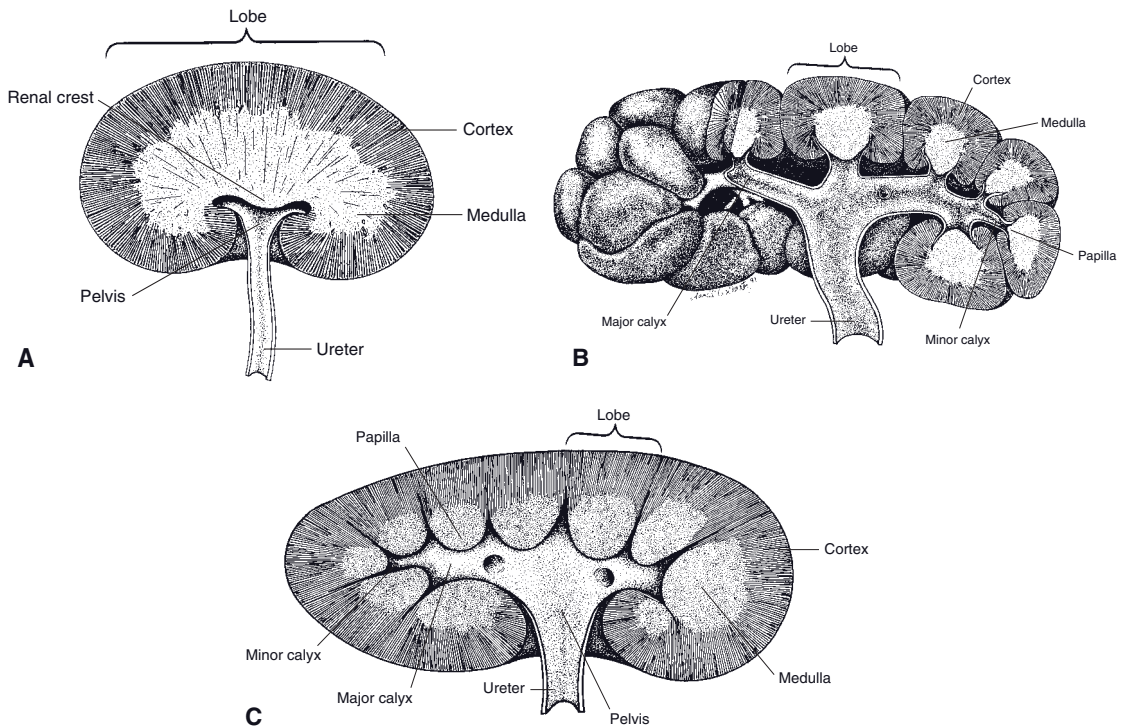 Lobe
Renal crest
Cortex
Medulla
Pelvis
Ureter
A
Lobe
Cortex
Medulla
Papilla
Major calyx
Ureter
Minor calyx
B
Lobe
Papilla
Cortex
Minor calyx
Major calyx
Ureter
Medulla
Pelvis
C